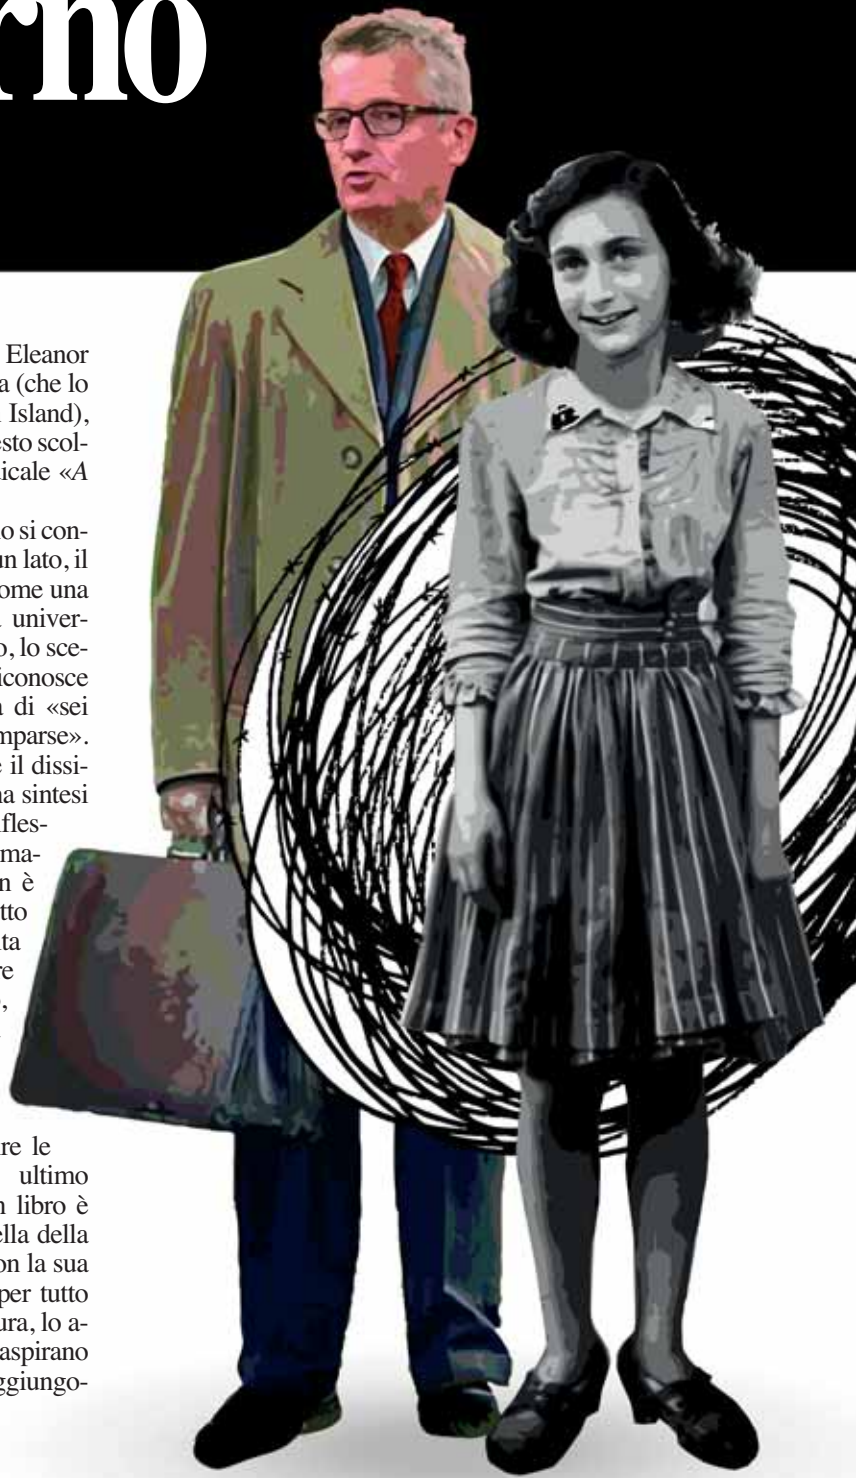 rno
Eleanor
a (che lo
Island),
esto scol-
dicale «A
o si con-
un lato, il
ome una
univer-
o, lo sce-
iconosce
a di «sei
mparse».
e il dissi-
na sintesi
fles-
ma-
n è
tto
ta
re
,
re le
ultimo
n libro è
ella della
on la sua
per tutto
ura, lo a-
aspirano
ggiungo-